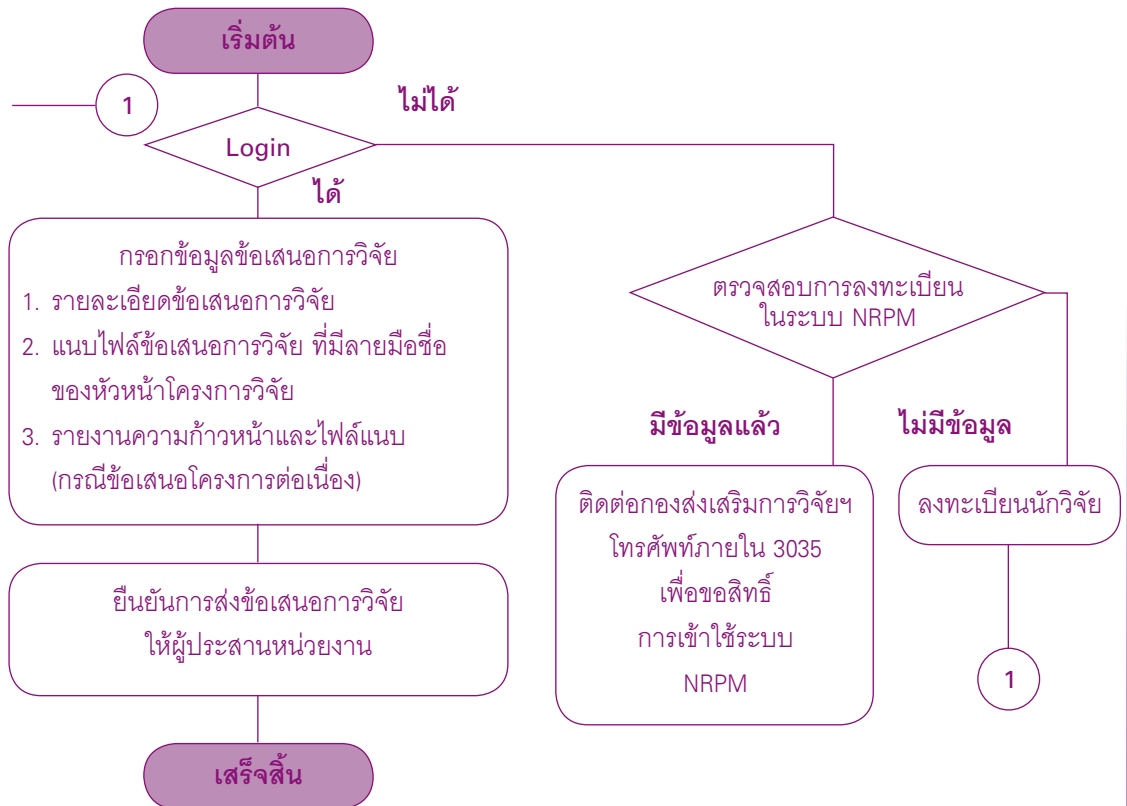 เริ่มต้น
1
ไม่ได้
Login
ได้
กรอกข้อมูลข้อเสนอการวิจัย
1. รายละเอียดข้อเสนอการวิจัย
2. แนบไฟล์ข้อเสนอการวิจัย ที่มีลายมือชื่อ
ของหัวหน้าโครงการวิจัย
3. รายงานความก้าวหน้าและไฟล์แนบ
(กรณีข้อเสนอโครงการต่อเนื่อง)
ยืนยันการส่งข้อเสนอการวิจัย
ให้ผู้ประสานหน่วยงาน
เสร็จสิ้น
ตรวจสอบการลงทะเบียน
ในระบบ NRPM
มีข้อมูลแล้ว
ติดต่อกองส่งเสริมการวิจัยฯ
โทรศัพท์ภายใน 3035
เพื่อขอสิทธิ์
การเข้าใช้ระบบ
NRPM
ไม่มีข้อมูล
ลงทะเบียนนักวิจัย
1